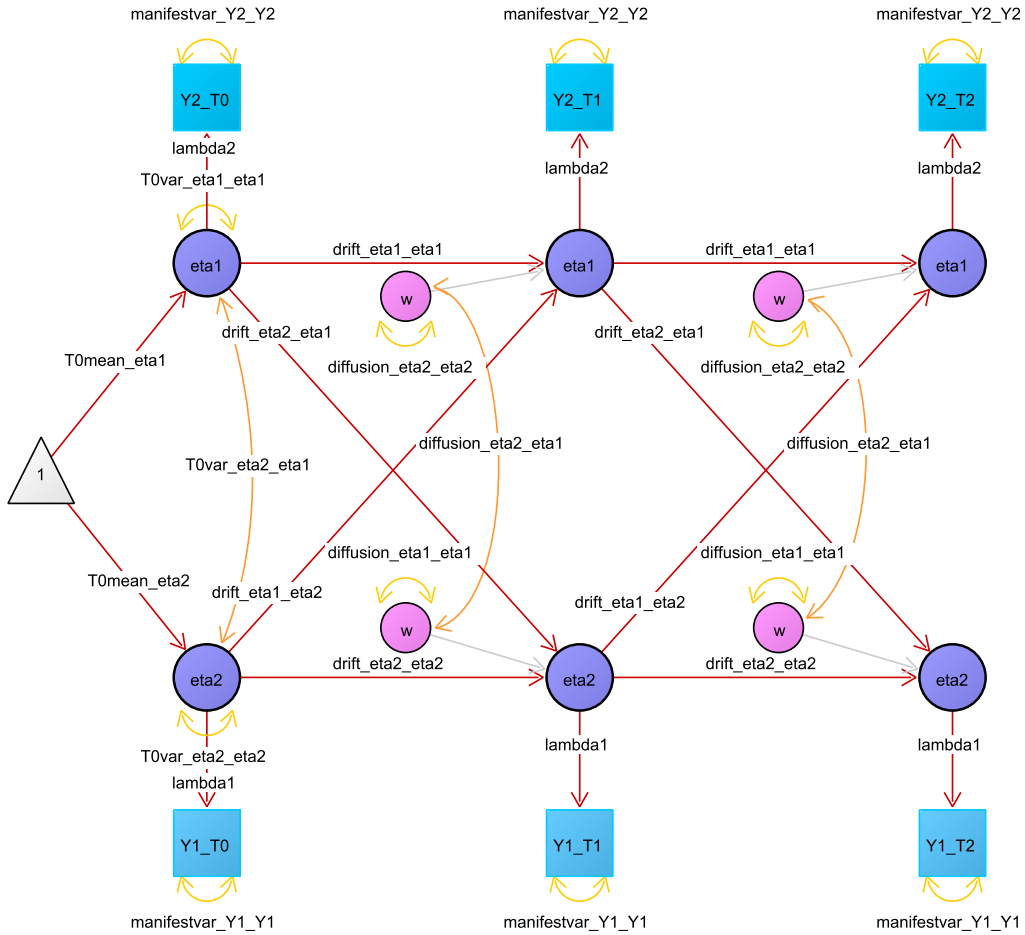 manifestvar_Y2_Y2
manifestvar_Y2_Y2
manifestvar_Y2_Y2
Y2_T0
Y2_T1
Y2_T2
lambda2
lambda2
lambda2
T0var_eta1_eta1
drift_eta1_eta1
drift_eta1_eta1
eta1
eta1
eta1
w
w
drift_eta2_eta1
drift_eta2_eta1
T0mean_eta1
diffusion_eta2_eta2
diffusion_eta2_eta2
diffusion_eta2_eta1
diffusion_eta2_eta1
T0var_eta2_eta1
1
diffusion_eta1_eta1
diffusion_eta1_eta1
T0mean_eta2
drift_eta1_eta2
drift_eta1_eta2
w
w
drift_eta2_eta2
drift_eta2_eta2
eta2
eta2
eta2
lambda1
lambda1
T0var_eta2_eta2
lambda1
Y1_T0
Y1_T1
Y1_T2
manifestvar_Y1_Y1
manifestvar_Y1_Y1
manifestvar_Y1_Y1